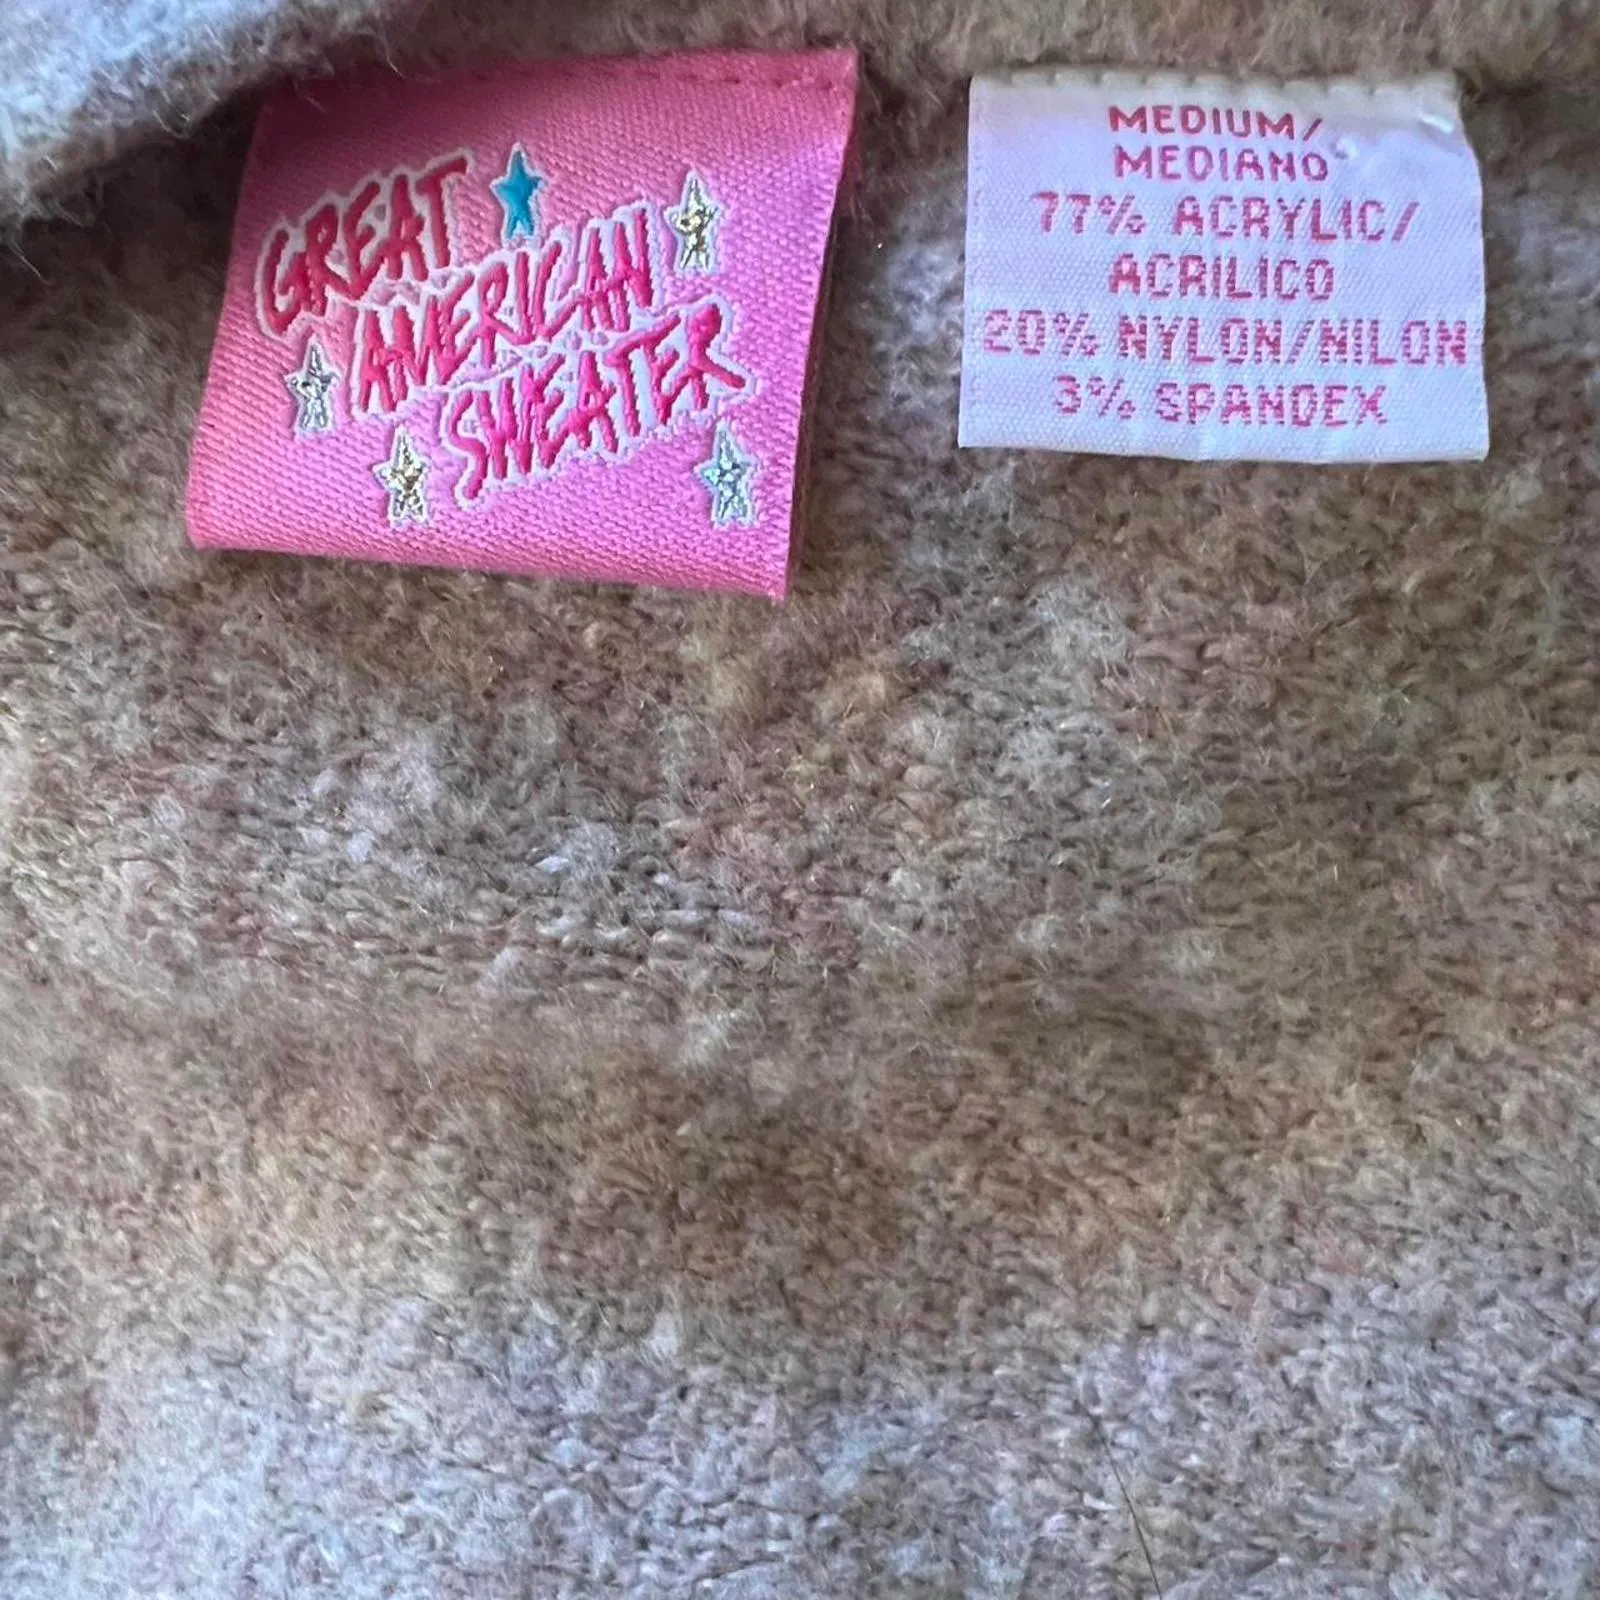 GREAT
AMERICAN
SWEATER
MEDIUM/
MEDIANO
77% ACRYLIC/
ACRILICO
20% NYLON/NILON
3% SPANDEX